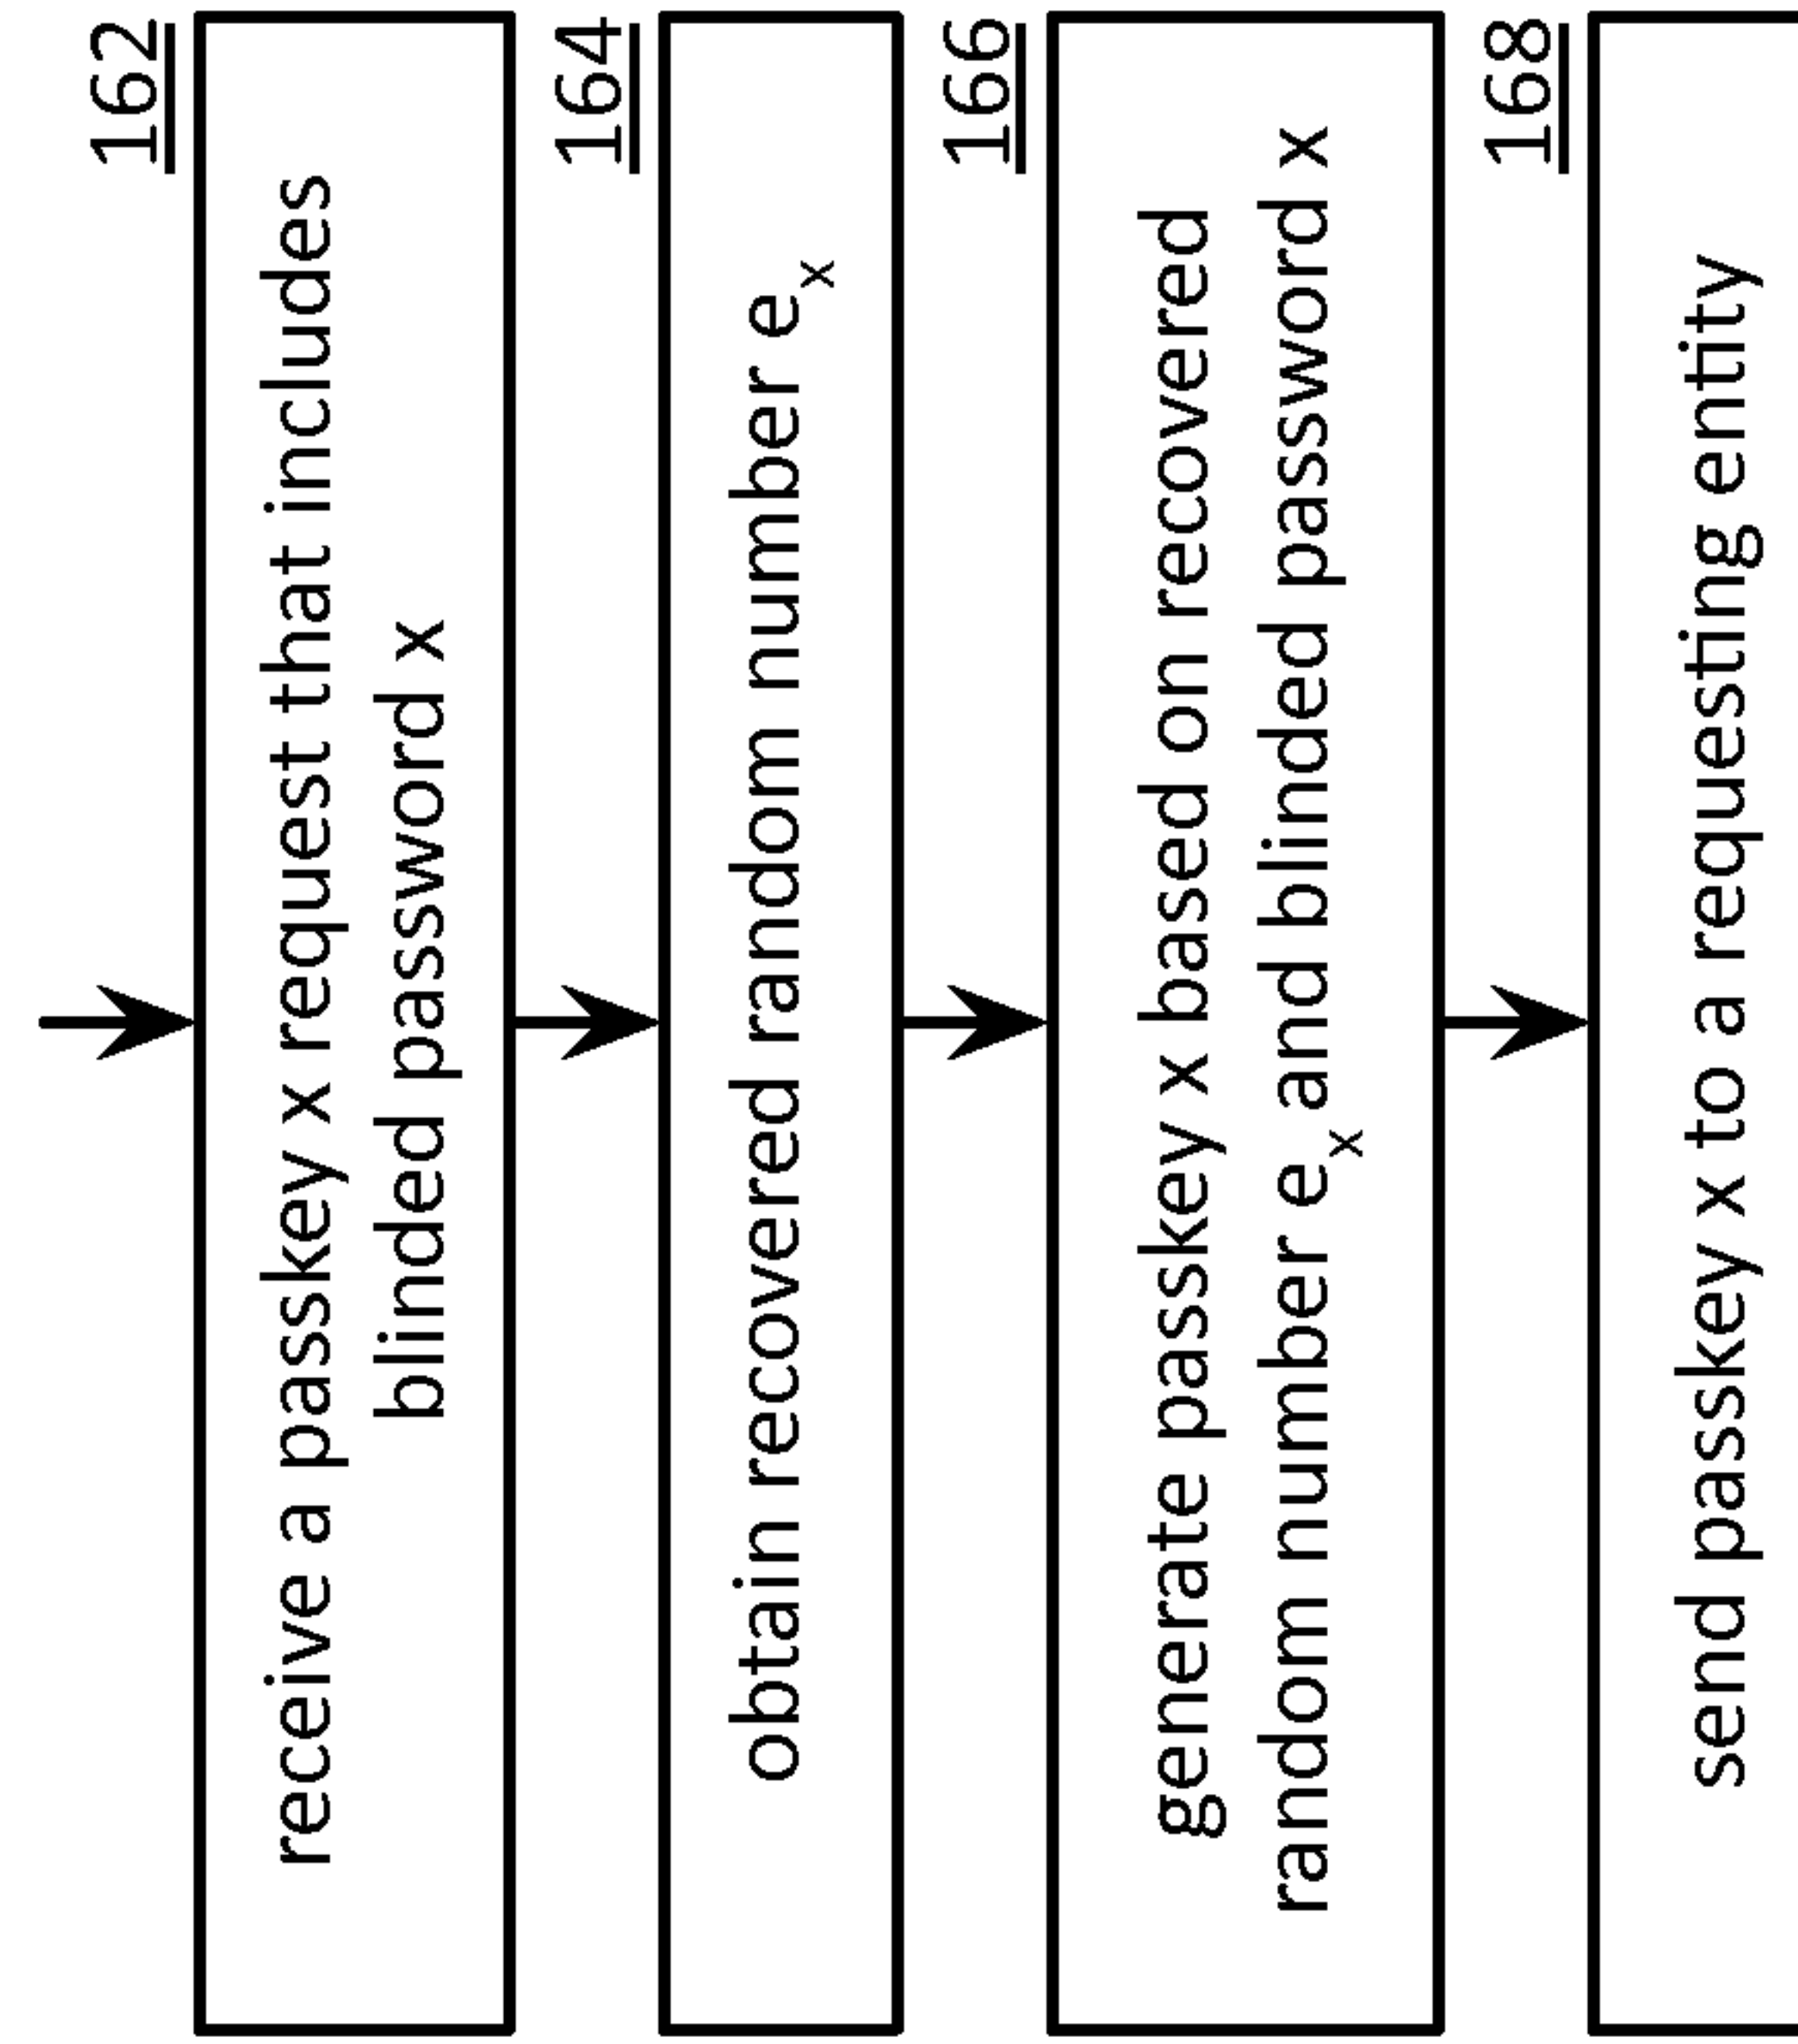 162
receive a passkey x request that includes
blinded password x
164
obtain recovered random number eₓ
166
generate passkey x based on recovered
random number eₓ and blinded password x
168
send passkey x to a requesting entity